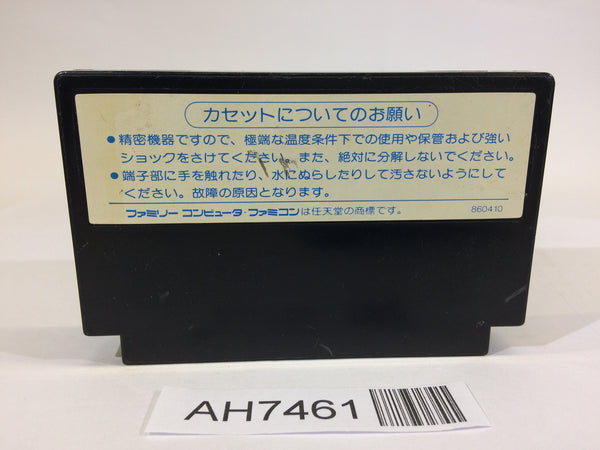 カセットについてのお願い
●精密機器ですので、極端な温度条件下での使用や保管および強い
ショックをさけてください。また、絶対に分解しないでください。
●端子部に手を触れたり、水にぬらしたりして汚さないようにして
ください。故障の原因となります。
ファミリーコンピュータ・ファミコンは任天堂の商標です。 860410
AH7461